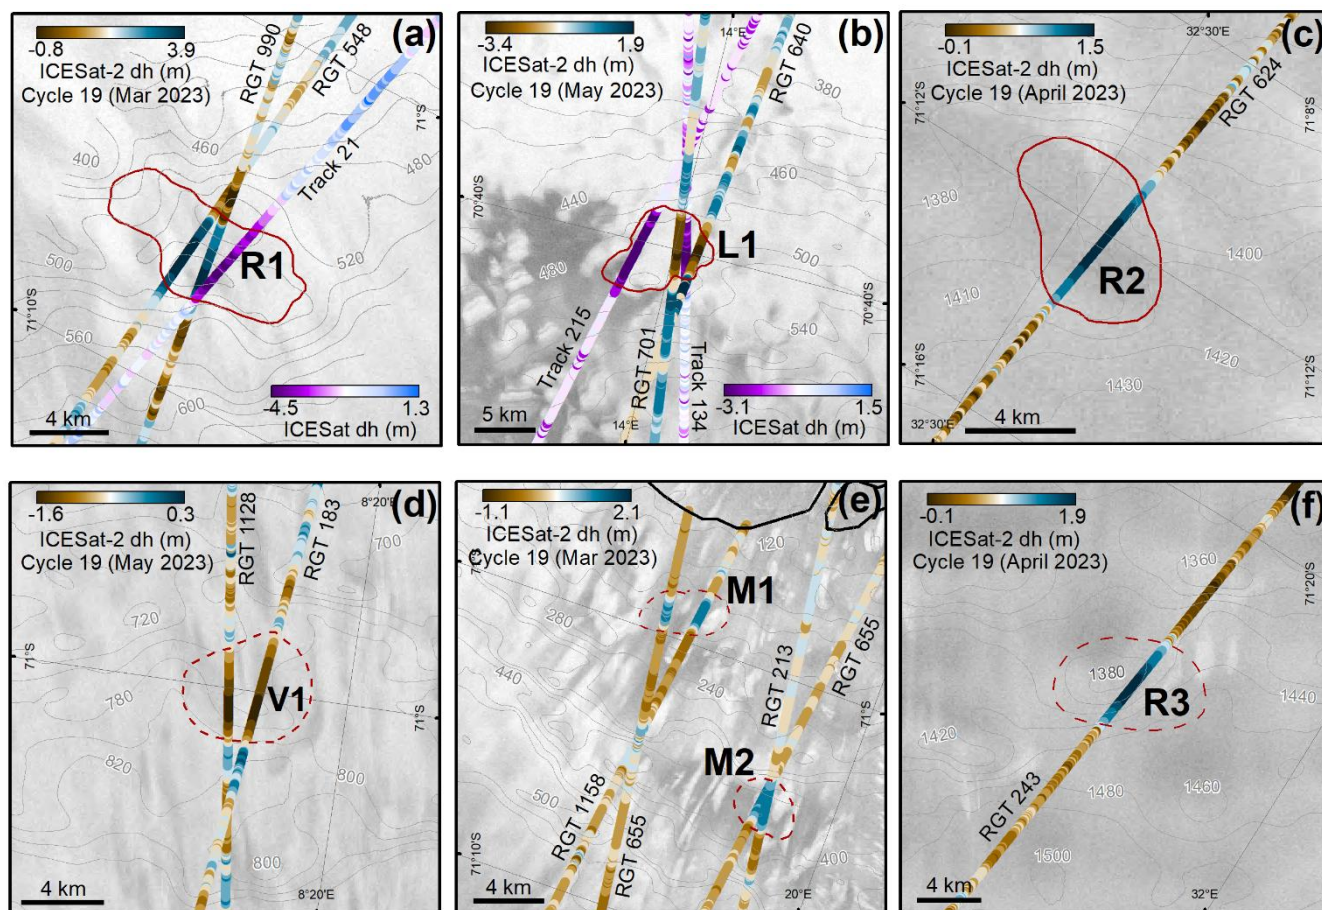 (a)
-0.8 3.9
ICESat-2 dh (m)
Cycle 19 (Mar 2023)
RGT 990
RGT 548
Track 21
71°S
400
460
480
500
520
560
600
R1
71°10'S
4 km
-4.5 1.3
ICESat dh (m)
(b)
-3.4 1.9
ICESat-2 dh (m)
Cycle 19 (May 2023)
14°E
RGT 640
380
460
70°40'S
440
480
L1
500
70°40'S
540
Track 215
RGT 701
Track 134
5 km
14°E
-3.1 1.5
ICESat dh (m)
(c)
-0.1 1.5
ICESat-2 dh (m)
Cycle 19 (April 2023)
32°30'E
71°12'S
RGT 624
71°8'S
1380
1400
R2
1410
1420
71°16'S
1430
71°12'S
4 km
32°30'E
(d)
-1.6 0.3
ICESat-2 dh (m)
Cycle 19 (May 2023)
8°20'E
RGT 1128
RGT 183
700
720
71°S
780
V1
71°S
820
800
800
4 km
8°20'E
(e)
-1.1 2.1
ICESat-2 dh (m)
Cycle 19 (Mar 2023)
120
M1
280
440
240
RGT 213
RGT 655
71°S
M2
500
RGT 1158
RGT 655
400
71°10'S
4 km
20°E
(f)
-0.1 1.9
ICESat-2 dh (m)
Cycle 19 (April 2023)
1360
71°20'S
1380
1440
R3
1420
1480
1460
RGT 243
1500
4 km
32°E